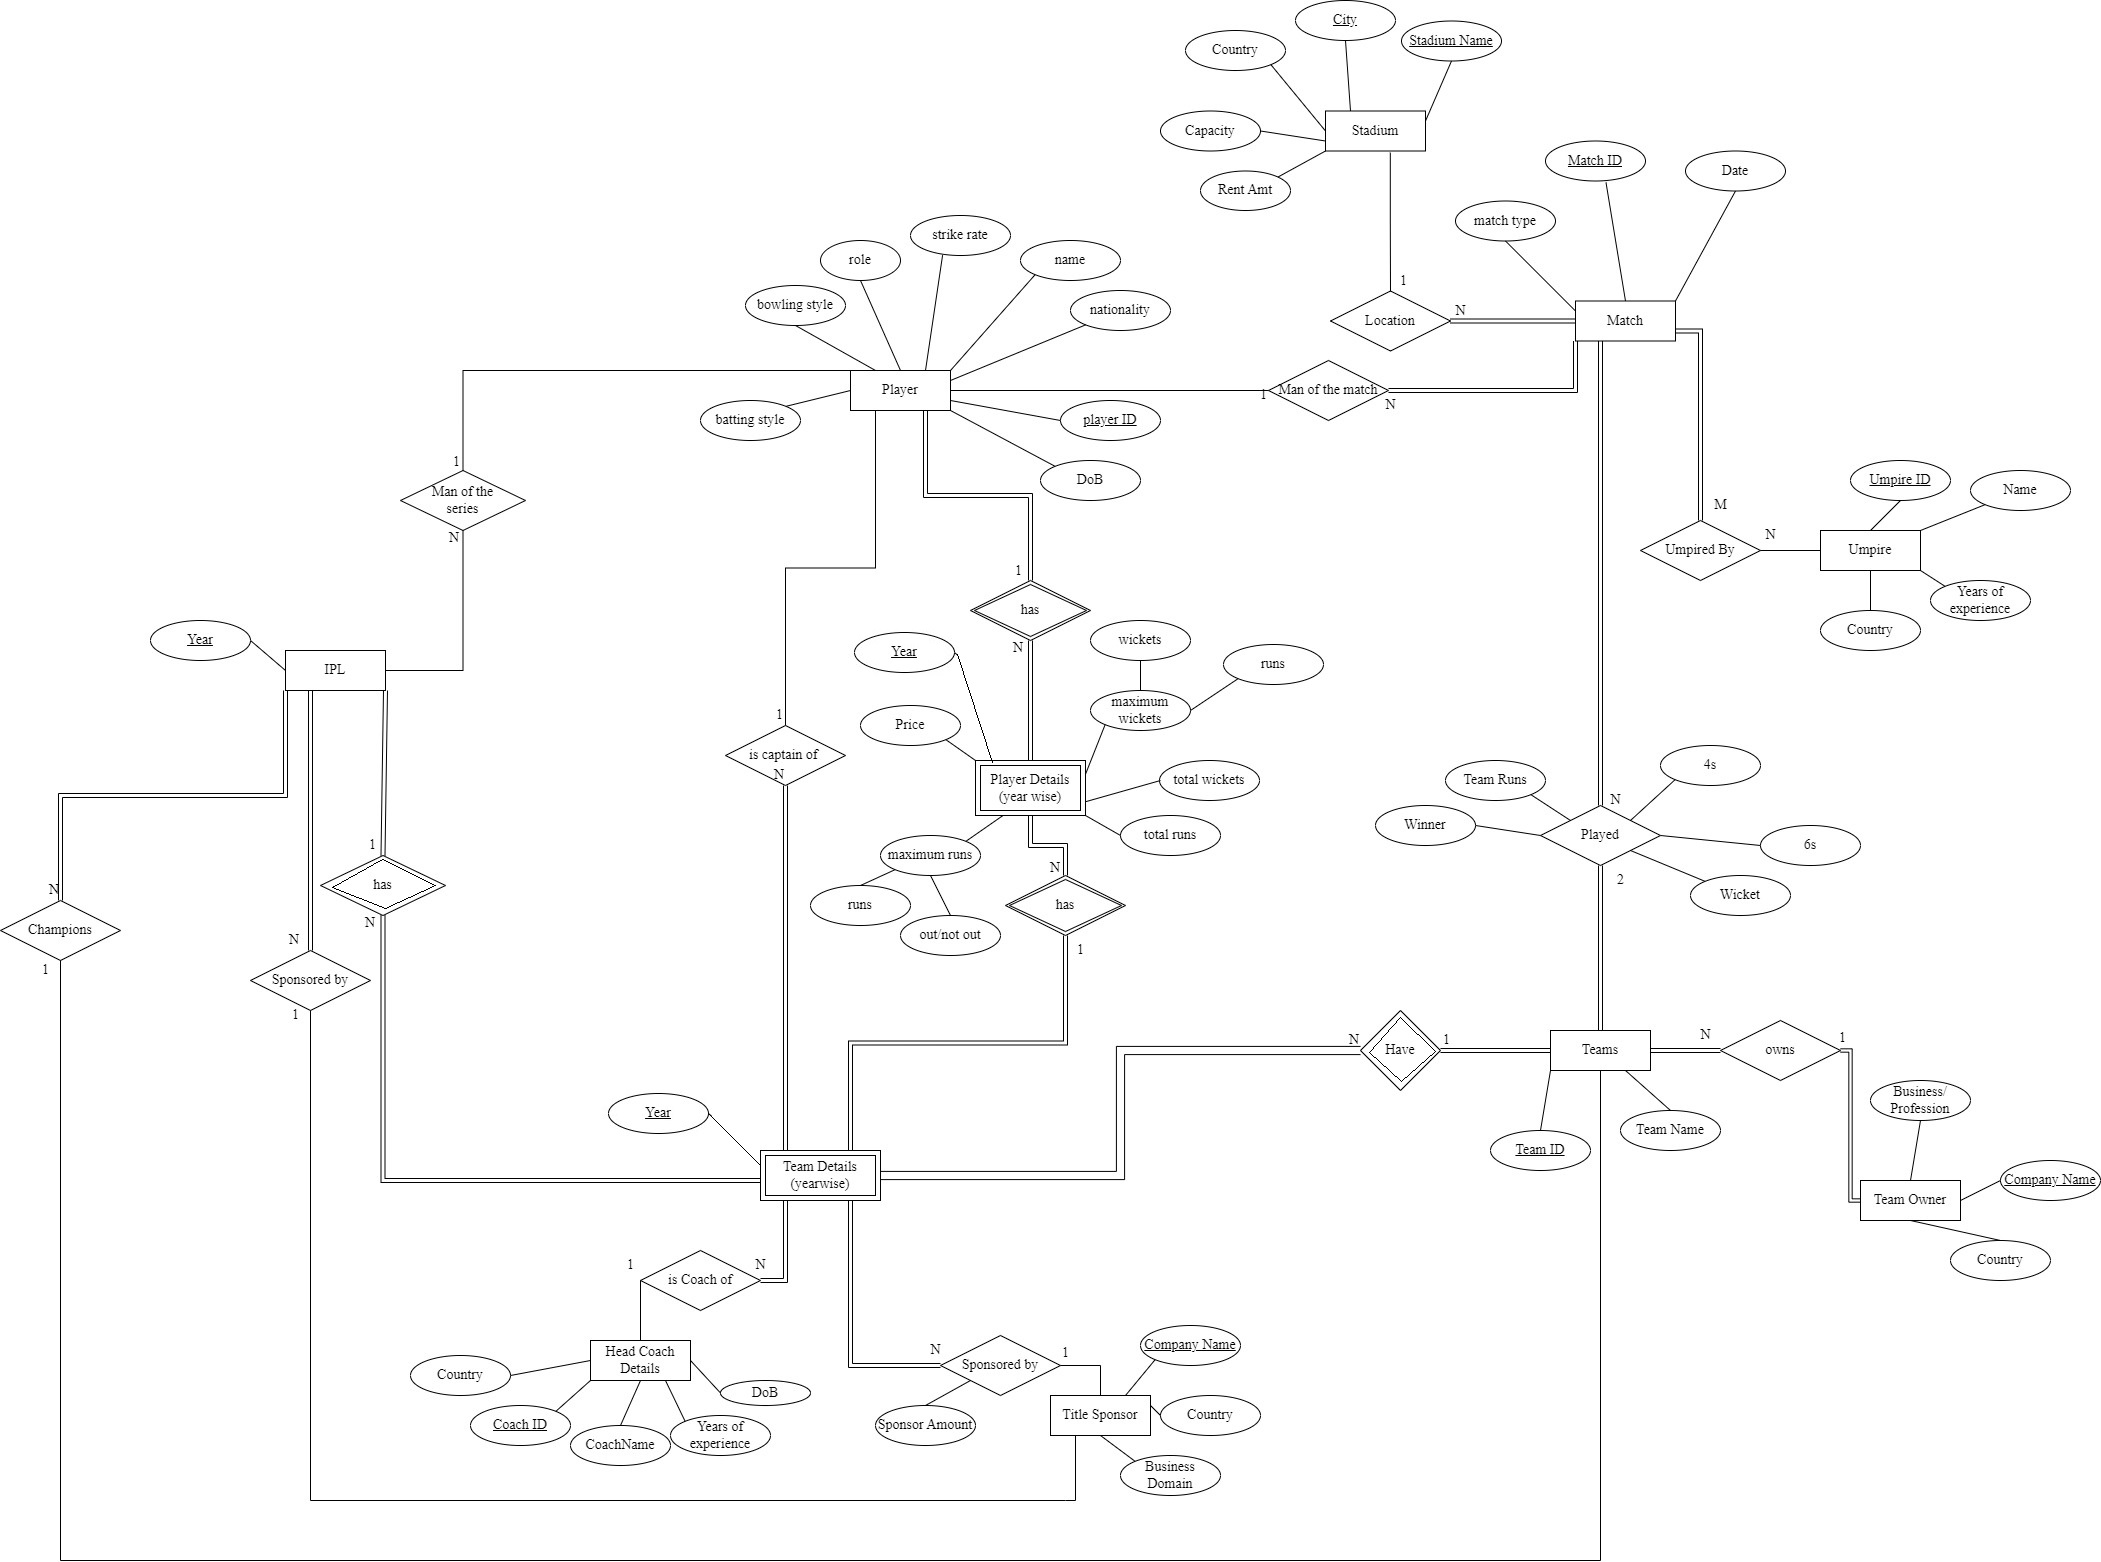 City
Stadium Name
Country
Stadium
Capacity
Rent Amt
Match ID
Date
match type
strike rate
role
name
bowling style
nationality
1
Location
N
Match
Player
batting style
1
Man of the match
N
player ID
DoB
1
Man of the
series
N
Umpire ID
Name
M
Umpired By
N
Umpire
Years of
experience
Country
1
has
N
Year
IPL
Year
wickets
runs
maximum
wickets
Price
1
is captain of
N
Player Details
(year wise)
total wickets
total runs
maximum runs
runs
out/not out
Team Runs
4s
N
Winner
Played
6s
2
Wicket
1
has
N
N
Champions
1
N
Sponsored by
1
N
has
1
N
Have
1
Teams
N
owns
1
Team ID
Team Name
Business/
Profession
Company Name
Team Owner
Country
Year
Team Details
(yearwise)
1
is Coach of
N
Head Coach
Details
Country
DoB
Coach ID
CoachName
Years of
experience
N
Sponsored by
1
Sponsor Amount
Company Name
Title Sponsor
Country
Business
Domain